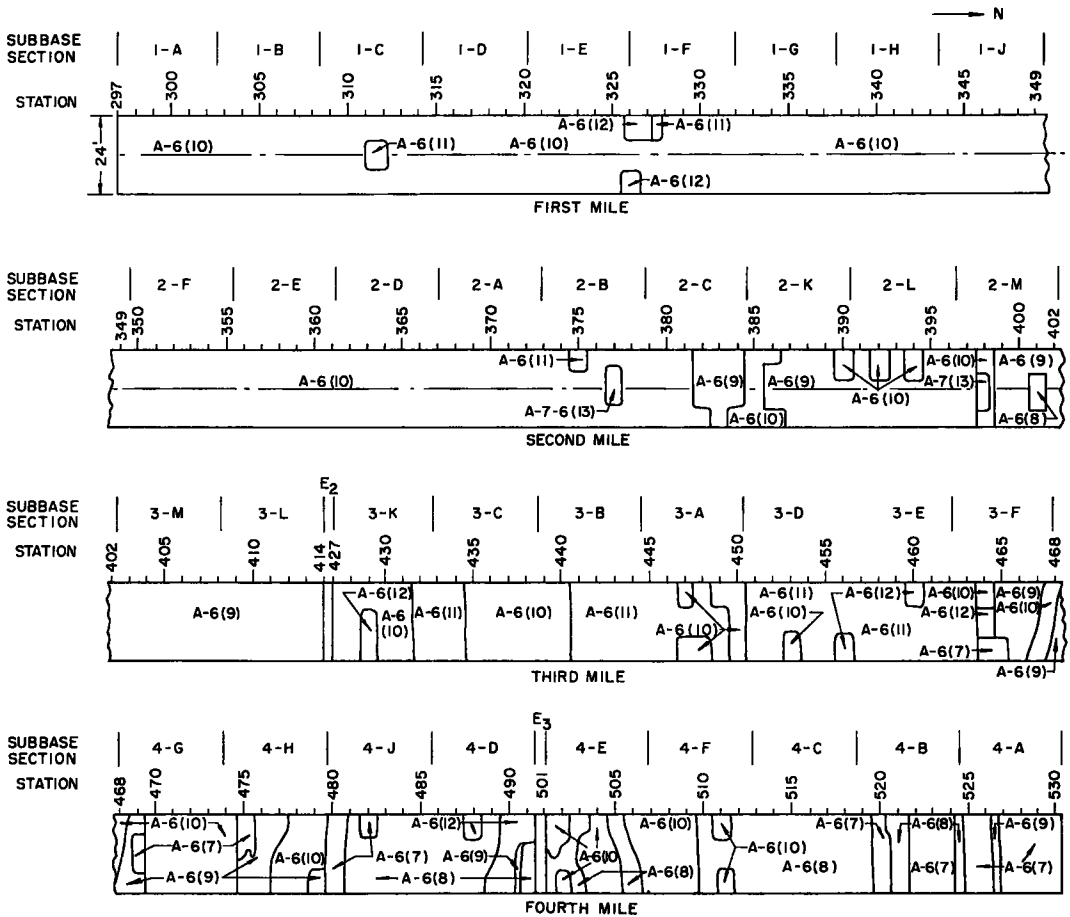 N
SUBBASE SECTION 1-A 1-B 1-C 1-D 1-E 1-F 1-G 1-H 1-J
STATION 297 300 305 310 315 320 325 330 335 340 345 349
A-6(12) A-6(11)
24' A-6(10) A-6(11) A-6(10) A-6(10)
A-6(12)
FIRST MILE
SUBBASE SECTION 2-F 2-E 2-D 2-A 2-B 2-C 2-K 2-L 2-M
STATION 349 350 355 360 365 370 375 380 385 390 395 400 402
A-6(11) A-6(10) A-6(9)
A-6(10) A-6(9) A-6(9) A-7(13)
A-6(10)
A-7-6(13) A-6(10) A-6(8)
SECOND MILE
E2
SUBBASE SECTION 3-M 3-L 3-K 3-C 3-B 3-A 3-D 3-E 3-F
STATION 402 405 410 414 427 430 435 440 445 450 455 460 465 468
A-6(12) A-6(11) A-6(12) A-6(10) A-6(9)
A-6(9) A-6(10) A-6(11) A-6(10) A-6(11) A-6(10) A-6(12) A-6(10)
A-6(10) A-6(11)
A-6(7)
A-6(9)
THIRD MILE
E3
SUBBASE SECTION 4-G 4-H 4-J 4-D 4-E 4-F 4-C 4-B 4-A
STATION 468 470 475 480 485 490 501 505 510 515 520 525 530
A-6(10) A-6(12) A-6(10) A-6(7) A-6(8) A-6(9)
A-6(7) A-6(10) A-6(7) A-6(9) A-6(10 A-6(10) A-6(8) A-6(7) A-6(7)
A-6(9) A-6(8) A-6(8)
FOURTH MILE